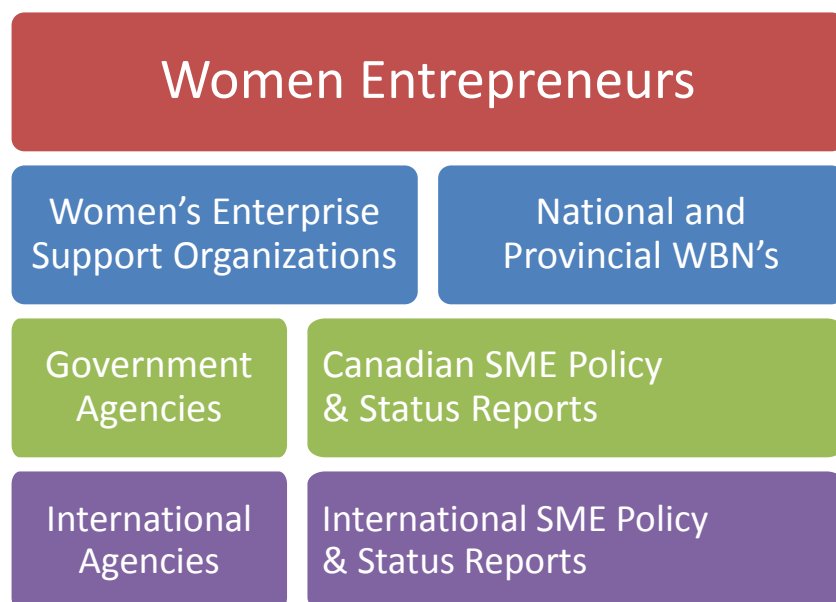 Women Entrepreneurs
Women’s Enterprise
Support Organizations
National and
Provincial WBN’s
Government
Agencies
Canadian SME Policy
& Status Reports
International
Agencies
International SME Policy
& Status Reports